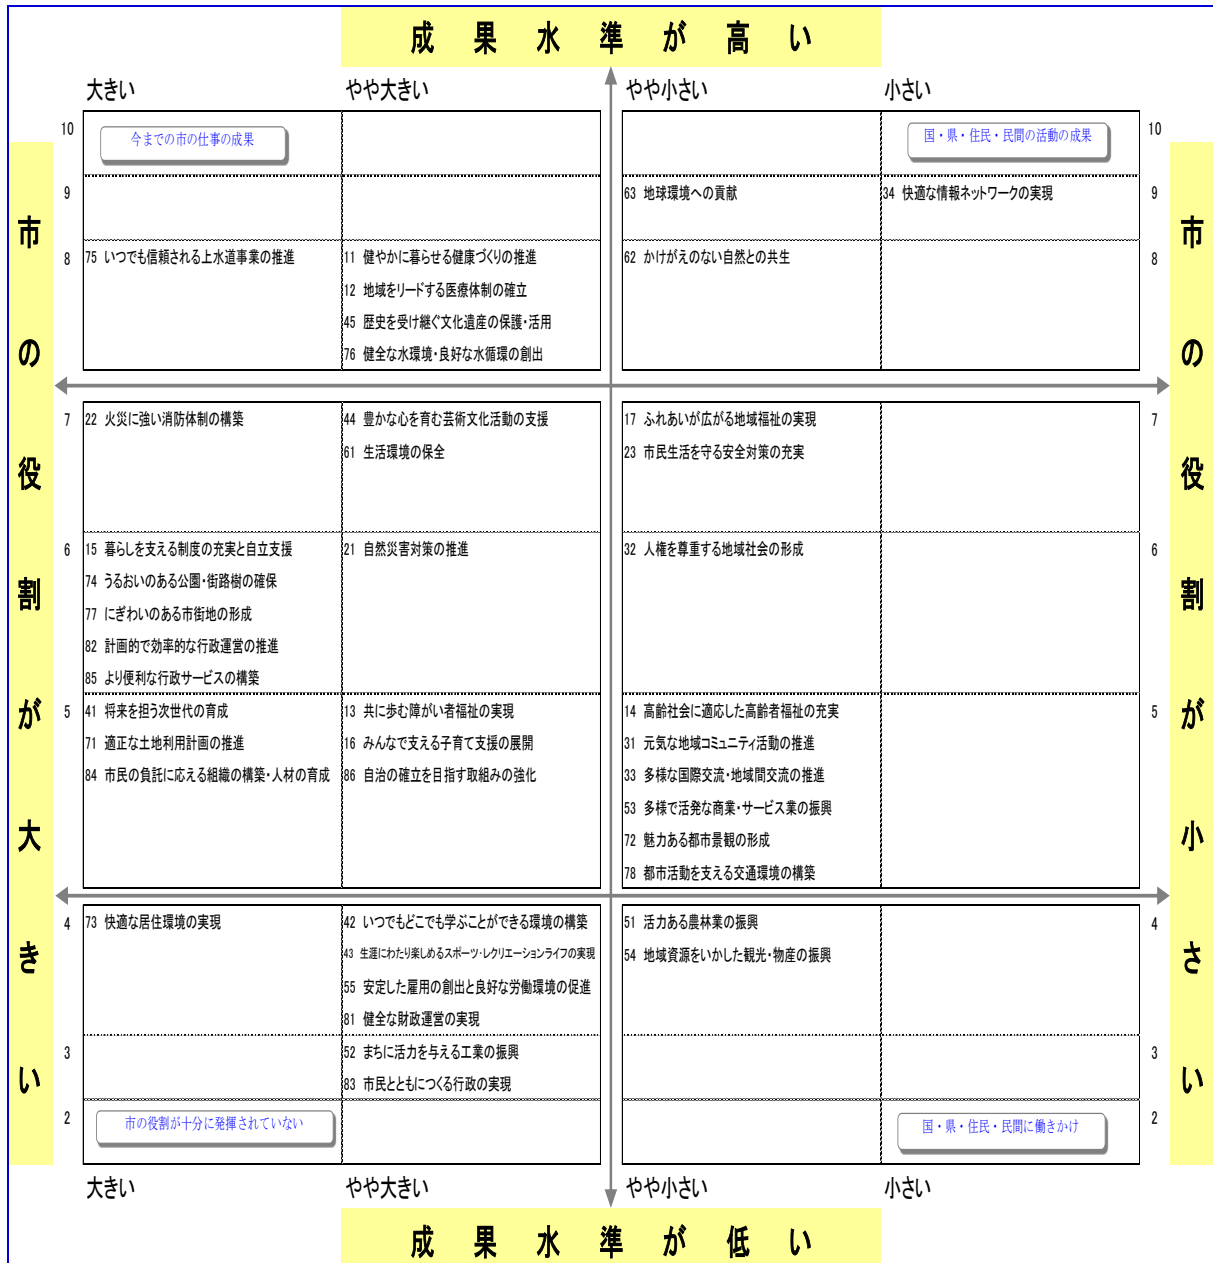 成果水準が高い
大きい やや大きい やや小さい 小さい
市の役割が大きい
市の役割が小さい
10 今までの市の仕事の成果 国・県・住民・民間の活動の成果 10
9 63 地球環境への貢献 34 快適な情報ネットワークの実現 9
8 75 いつでも信頼される上水道事業の推進 11 健やかに暮らせる健康づくりの推進 62 かけがえのない自然との共生 8
12 地域をリードする医療体制の確立
45 歴史を受け継ぐ文化遺産の保護・活用
76 健全な水環境・良好な水循環の創出
7 22 火災に強い消防体制の構築 44 豊かな心を育む芸術文化活動の支援 17 ふれあいが広がる地域福祉の実現 7
61 生活環境の保全 23 市民生活を守る安全対策の充実
6 15 暮らしを支える制度の充実と自立支援 21 自然災害対策の推進 32 人権を尊重する地域社会の形成 6
74 うるおいのある公園・街路樹の確保
77 にぎわいのある市街地の形成
82 計画的で効率的な行政運営の推進
85 より便利な行政サービスの構築
5 41 将来を担う次世代の育成 13 共に歩む障がい者福祉の実現 14 高齢社会に適応した高齢者福祉の充実 5
71 適正な土地利用計画の推進 16 みんなで支える子育て支援の展開 31 元気な地域コミュニティ活動の推進
84 市民の負託に応える組織の構築・人材の育成 86 自治の確立を目指す取組みの強化 33 多様な国際交流・地域間交流の推進
53 多様で活発な商業・サービス業の振興
72 魅力ある都市景観の形成
78 都市活動を支える交通環境の構築
4 73 快適な居住環境の実現 42 いつでもどこでも学ぶことができる環境の構築 51 活力ある農林業の振興 4
43 生涯にわたり楽しめるスポーツ・レクリエーションライフの実現 54 地域資源をいかした観光・物産の振興
55 安定した雇用の創出と良好な労働環境の促進
81 健全な財政運営の実現
3 52 まちに活力を与える工業の振興 3
83 市民とともにつくる行政の実現
2 市の役割が十分に発揮されていない 国・県・住民・民間に働きかけ 2
大きい やや大きい やや小さい 小さい
成果水準が低い